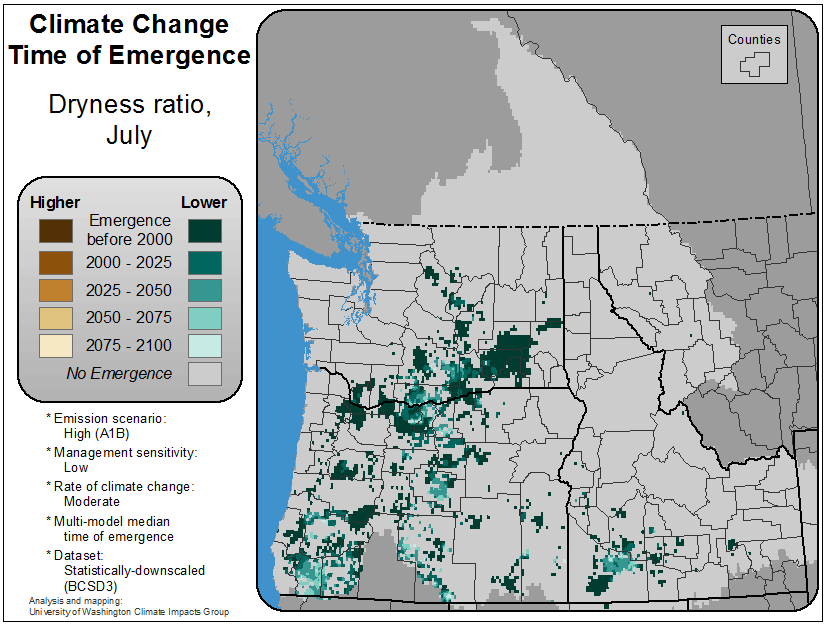 Climate Change
Time of Emergence
Dryness ratio,
July
Higher
Lower
Emergence
before 2000
2000 - 2025
2025 - 2050
2050 - 2075
2075 - 2100
No Emergence
* Emission scenario:
High (A1B)
* Management sensitivity:
Low
* Rate of climate change:
Moderate
* Multi-model median
time of emergence
* Dataset:
Statistically-downscaled
(BCSD3)
Analysis and mapping:
University of Washington Climate Impacts Group
Counties